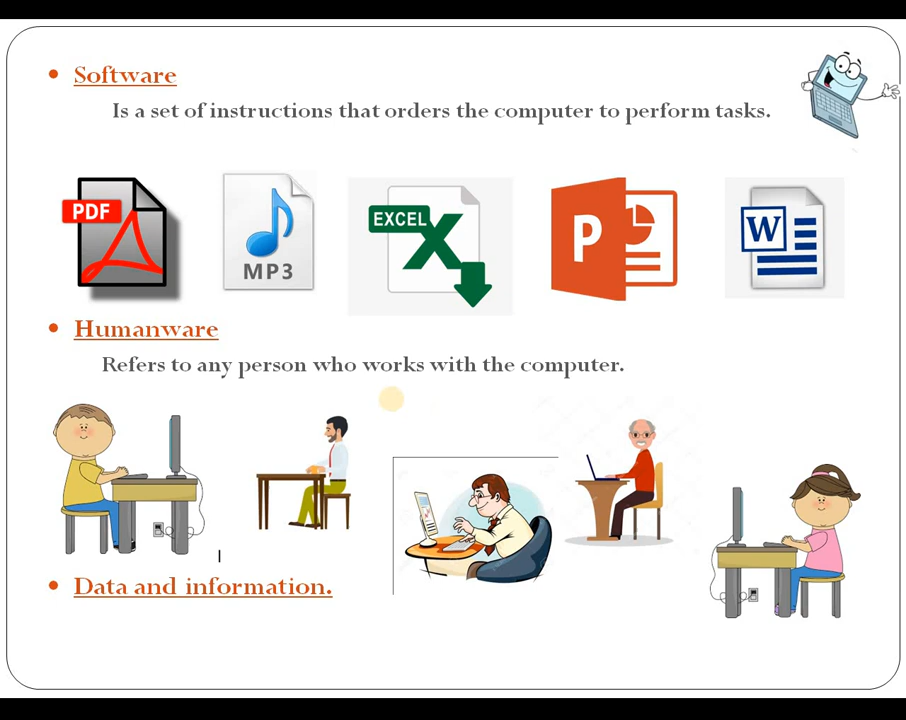 Software
Is a set of instructions that orders the computer to perform tasks.
PDF
MP3
EXCEL
X
P
W
Humanware
Refers to any person who works with the computer.
Data and information.